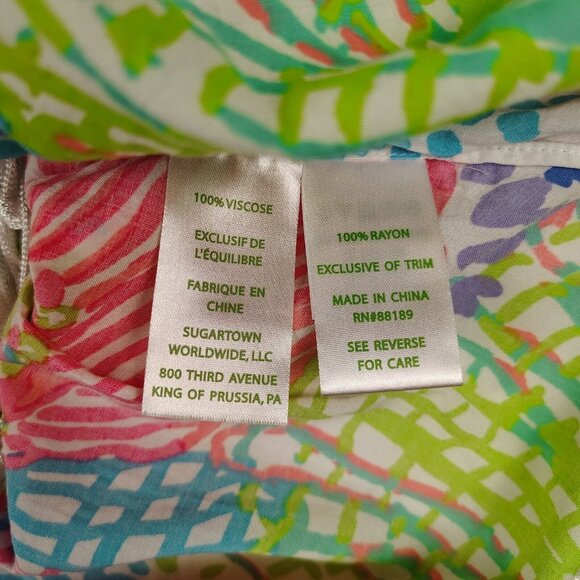 100% VISCOSE
EXCLUSIF DE
L'ÉQUILIBRE
FABRIQUE EN
CHINE
SUGARTOWN
WORLDWIDE, LLC
800 THIRD AVENUE
KING OF PRUSSIA, PA
100% RAYON
EXCLUSIVE OF TRIM
MADE IN CHINA
RN#88189
SEE REVERSE
FOR CARE